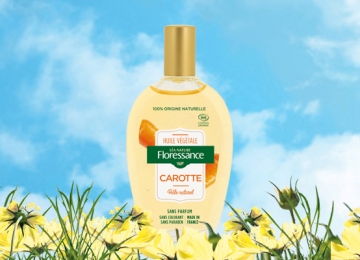 100% ORIGINE NATURELLE
HUILE VÉGÉTALE
Floressance
CAROTTE
Hâle naturel
SANS PARFUM
SANS COLORANT
MADE IN
SANS PARABEN
FRANCE